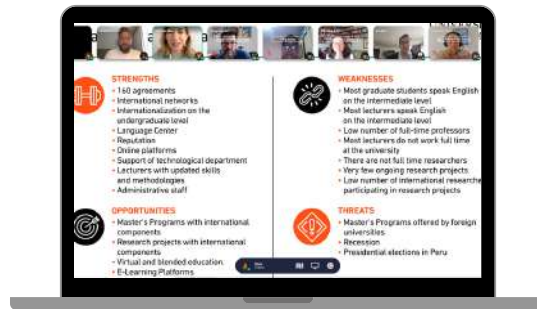 STRENGTHS
• 160 agreements
• International networks
• Internationalization on the
undergraduate level
• Language Center
• Reputation
• Online platforms
• Support of technological department
• Lecturers with updated skills
and methodologies
• Administrative staff
OPPORTUNITIES
• Master's Programs with international
components
• Research projects with international
components
• Virtual and blended education.
• E-Learning Platforms
WEAKNESSES
• Most graduate students speak English
on the intermediate level
• Most lecturers speak English
on the intermediate level
• Low number of full-time professors
• Most lecturers do not work full time
at the university
• There are not full time researchers
• Very few ongoing research projects
• Low number of international researche
participating in research projects
THREATS
• Master's Programs offered by foreign
universities
• Recession
• Presidential elections in Peru